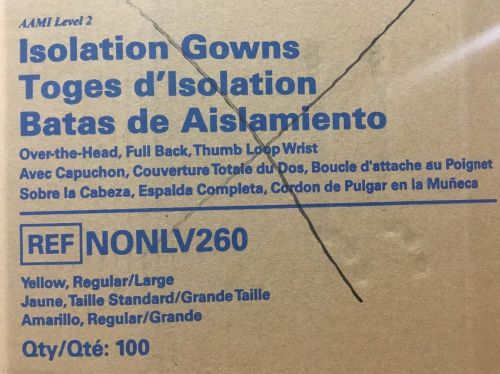 AAMI Level 2
Isolation Gowns
Toges d'Isolation
Batas de Aislamiento
Over-the-Head, Full Back, Thumb Loop Wrist
Avec Capuchon, Couverture Totale du Dos, Boucle d'attache au Poignet
Sobre la Cabeza, Espalda Completa, Cordon de Pulgar en la Muñeca
REF NONLV260
Yellow, Regular/Large
Jaune, Taille Standard/Grande Taille
Amarillo, Regular/Grande
Qty/Qté: 100